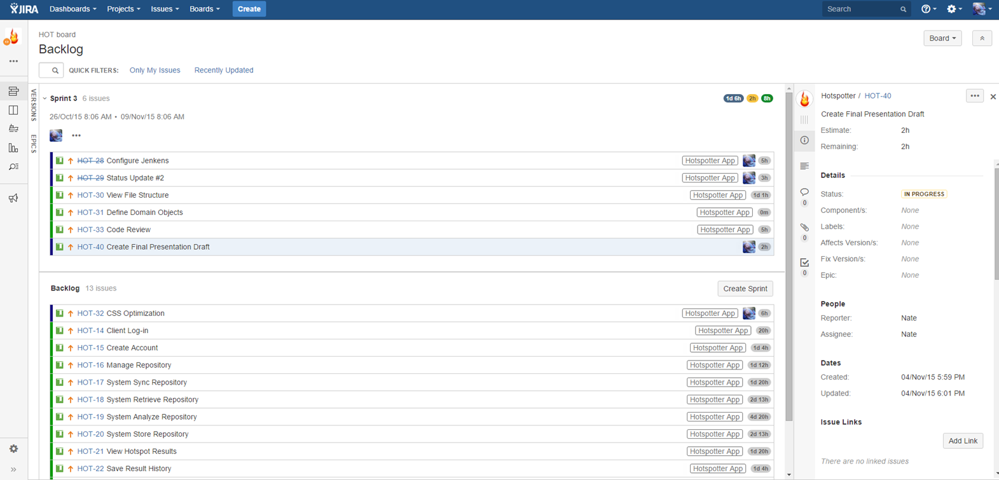 JIRA Dashboards Projects Issues Boards Create Search
HOT board
Backlog
Board
QUICK FILTERS: Only My Issues Recently Updated
VERSIONS
EPICS
Sprint 3 6 issues 1d 6h 2h 8h
26/Oct/15 8:06 AM • 09/Nov/15 8:06 AM
HOT-28 Configure Jenkens Hotspotter App 5h
HOT-29 Status Update #2 Hotspotter App 3h
HOT-30 View File Structure Hotspotter App 1d 1h
HOT-31 Define Domain Objects Hotspotter App 0m
HOT-33 Code Review Hotspotter App 5h
HOT-40 Create Final Presentation Draft 2h
Backlog 13 issues Create Sprint
HOT-32 CSS Optimization Hotspotter App 6h
HOT-14 Client Log-in Hotspotter App 20h
HOT-15 Create Account Hotspotter App 1d 4h
HOT-16 Manage Repository Hotspotter App 1d 12h
HOT-17 System Sync Repository Hotspotter App 1d 20h
HOT-18 System Retrieve Repository Hotspotter App 2d 13h
HOT-19 System Analyze Repository Hotspotter App 4d 20h
HOT-20 System Store Repository Hotspotter App 2d 13h
HOT-21 View Hotspot Results Hotspotter App 1d 20h
HOT-22 Save Result History Hotspotter App 1d 4h
0
0
0
Hotspotter / HOT-40
Create Final Presentation Draft
Estimate: 2h
Remaining: 2h
Details
Status: IN PROGRESS
Component/s: None
Labels: None
Affects Version/s: None
Fix Version/s: None
Epic: None
People
Reporter: Nate
Assignee: Nate
Dates
Created: 04/Nov/15 5:59 PM
Updated: 04/Nov/15 6:01 PM
Issue Links
Add Link
There are no linked issues